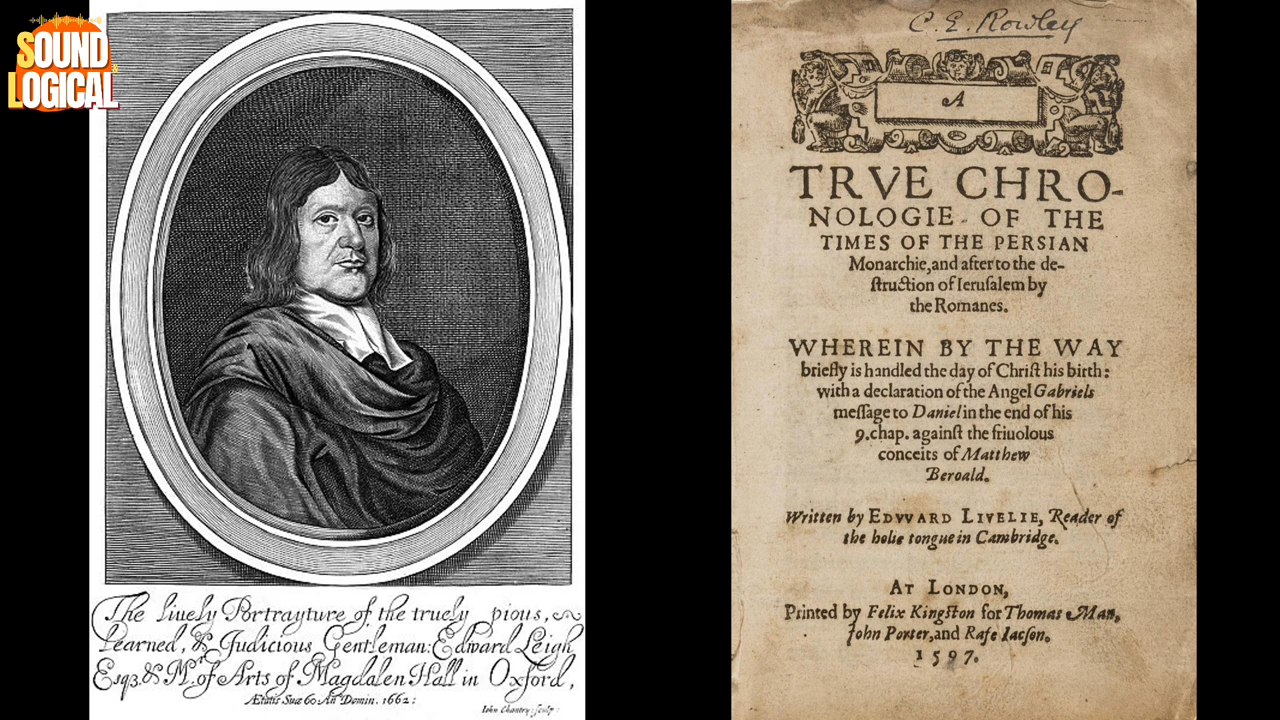 SOUND
LOGICAL
The liuely Portrayture of the truely pious,
Learned, & Judicious Gentleman: Edward Leigh
Esqr. & Mr. of Arts of Magdalen Hall in Oxford,
Ætatis Suæ 60 An° Domin. 1662:
Iohn Chantry: sculp:
C. E. Rowley
A
TRVE CHRO-
NOLOGIE OF THE
TIMES OF THE PERSIAN
Monarchie, and after to the de-
ſtruction of Ieruſalem by
the Romanes.
WHEREIN BY THE WAY
briefly is handled the day of Chriſt his birth:
with a declaration of the Angel Gabriels
meſſage to Daniel in the end of his
9. chap. againſt the friuolous
conceits of Matthew
Beroald.
Written by EDVVARD LIVELIE, Reader of
the holie tongue in Cambridge.
AT LONDON,
Printed by Felix Kingſton for Thomas Man,
John Porter, and Rafe Iacſon.
1597.